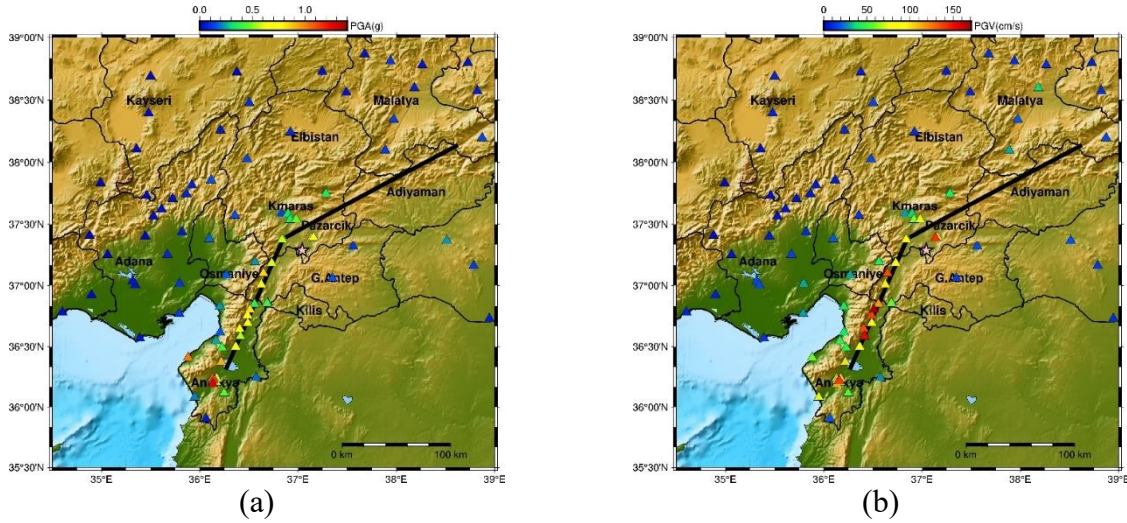 0.0 0.5 1.0 PGA(g)
39°00'N
38°30'N
38°00'N
37°30'N
37°00'N
36°30'N
36°00'N
35°30'N
Kayseri
Malatya
Elbistan
Adiyaman
Kmaras
Pazarcik
Adana
Osmaniye
G.Antep
Kilis
Antakya
0 km 100 km
35°E 36°E 37°E 38°E 39°E
(a)
0 50 100 150 PGV(cm/s)
39°00'N
38°30'N
38°00'N
37°30'N
37°00'N
36°30'N
36°00'N
35°30'N
Kayseri
Malatya
Elbistan
Adiyaman
Kmaras
Pazarcik
Adana
Osmaniye
G.Antep
Kilis
Antakya
0 km 100 km
35°E 36°E 37°E 38°E 39°E
(b)